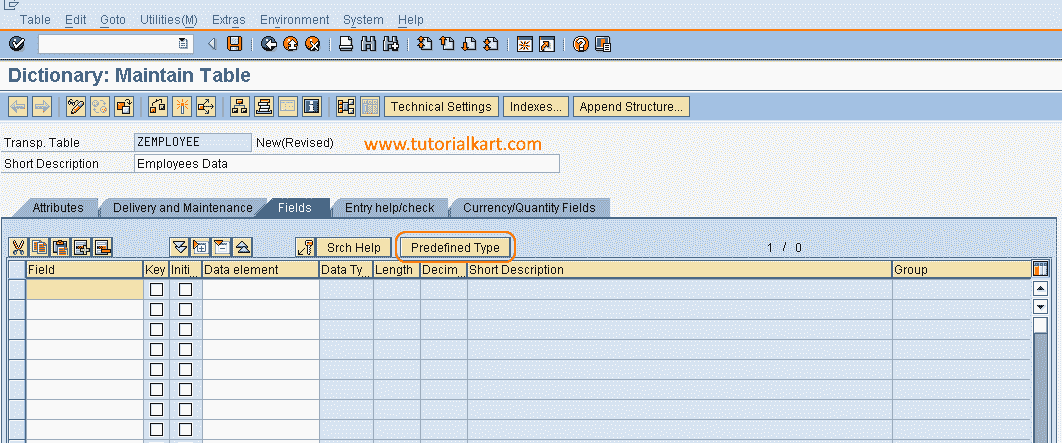 Table Edit Goto Utilities(M) Extras Environment System Help
Dictionary: Maintain Table
Technical Settings Indexes... Append Structure...
Transp. Table ZEMPLOYEE New(Revised) www.tutorialkart.com
Short Description Employees Data
Attributes Delivery and Maintenance Fields Entry help/check Currency/Quantity Fields
Srch Help Predefined Type 1 / 0
Field Key Initi... Data element Data Ty... Length Decim... Short Description Group